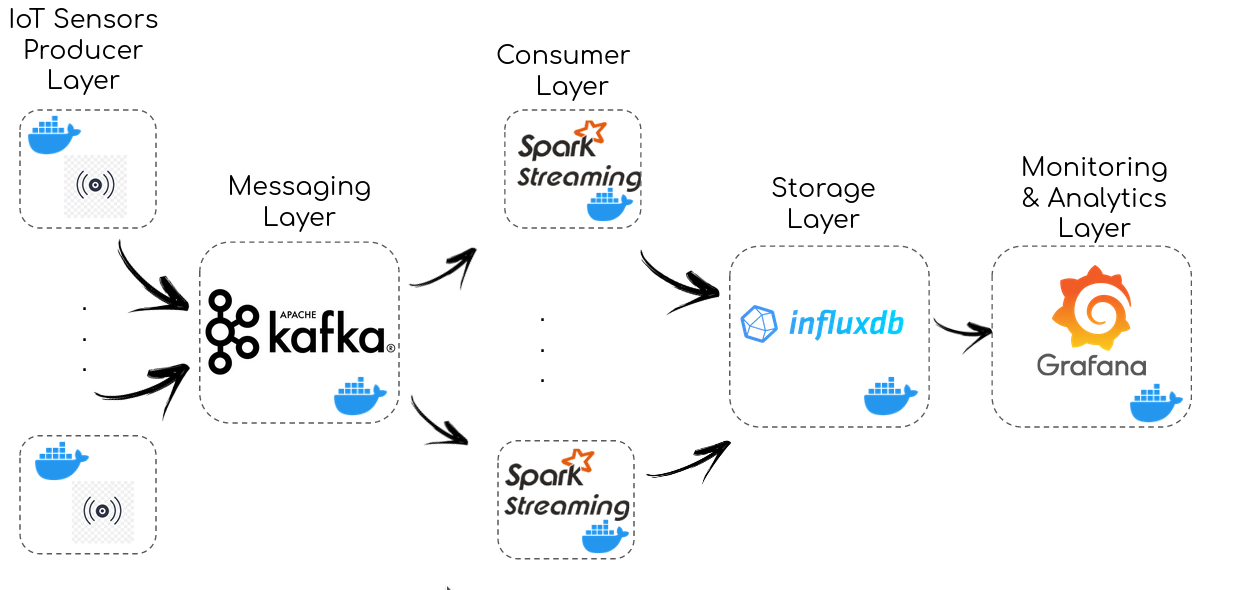 IoT Sensors
Producer
Layer
Messaging
Layer
APACHE
kafka®
Consumer
Layer
Spark
Streaming
.
.
.
Spark
Streaming
.
.
.
Storage
Layer
influxdb
Monitoring
& Analytics
Layer
Grafana